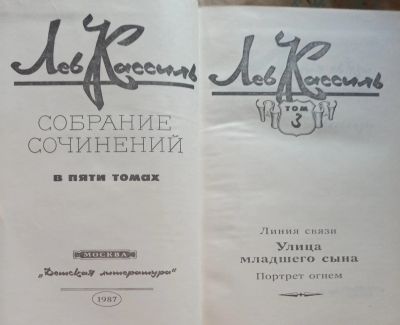 Лев Кассиль
СОБРАНИЕ
СОЧИНЕНИЙ
В ПЯТИ ТОМАХ
МОСКВА
„Детская литература“
1987
Лев Кассиль
ТОМ
3
Линия связи
Улица
младшего сына
Портрет огнем